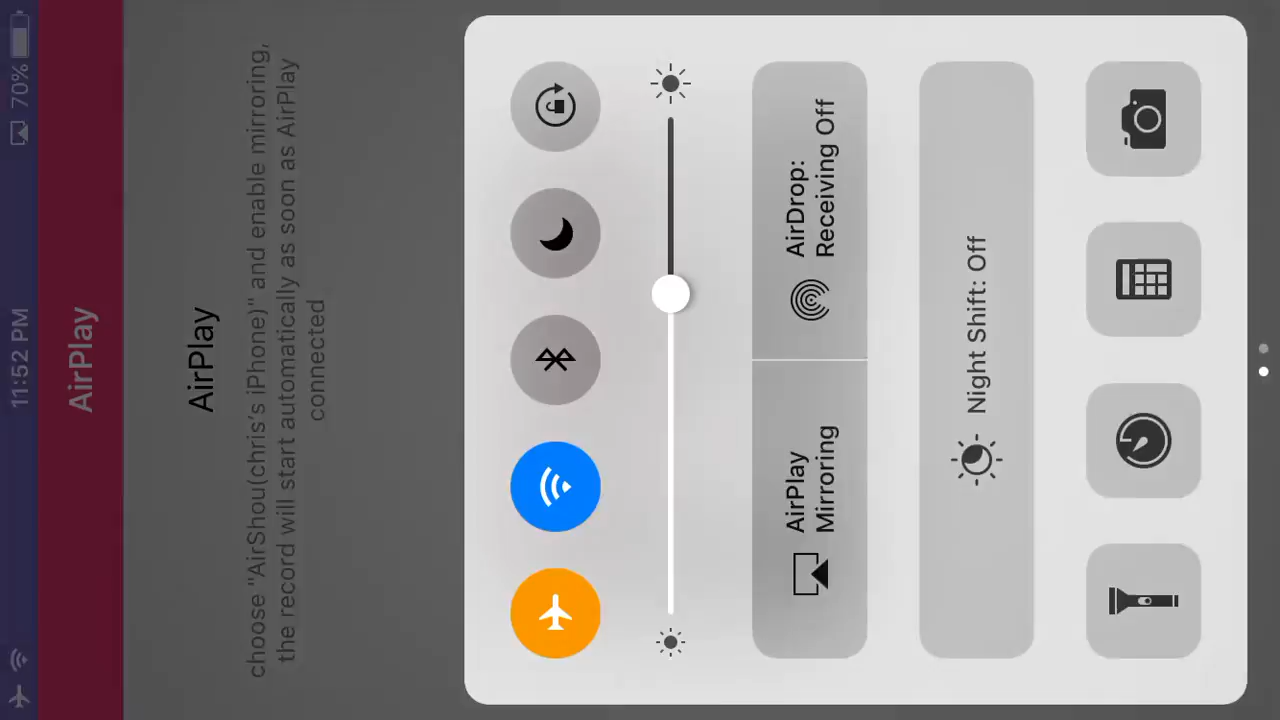 11:52 PM
70%
AirPlay
AirPlay
choose "AirShou(chris's iPhone)" and enable mirroring,
the record will start automatically as soon as AirPlay
connected
AirPlay
Mirroring
AirDrop:
Receiving Off
Night Shift: Off